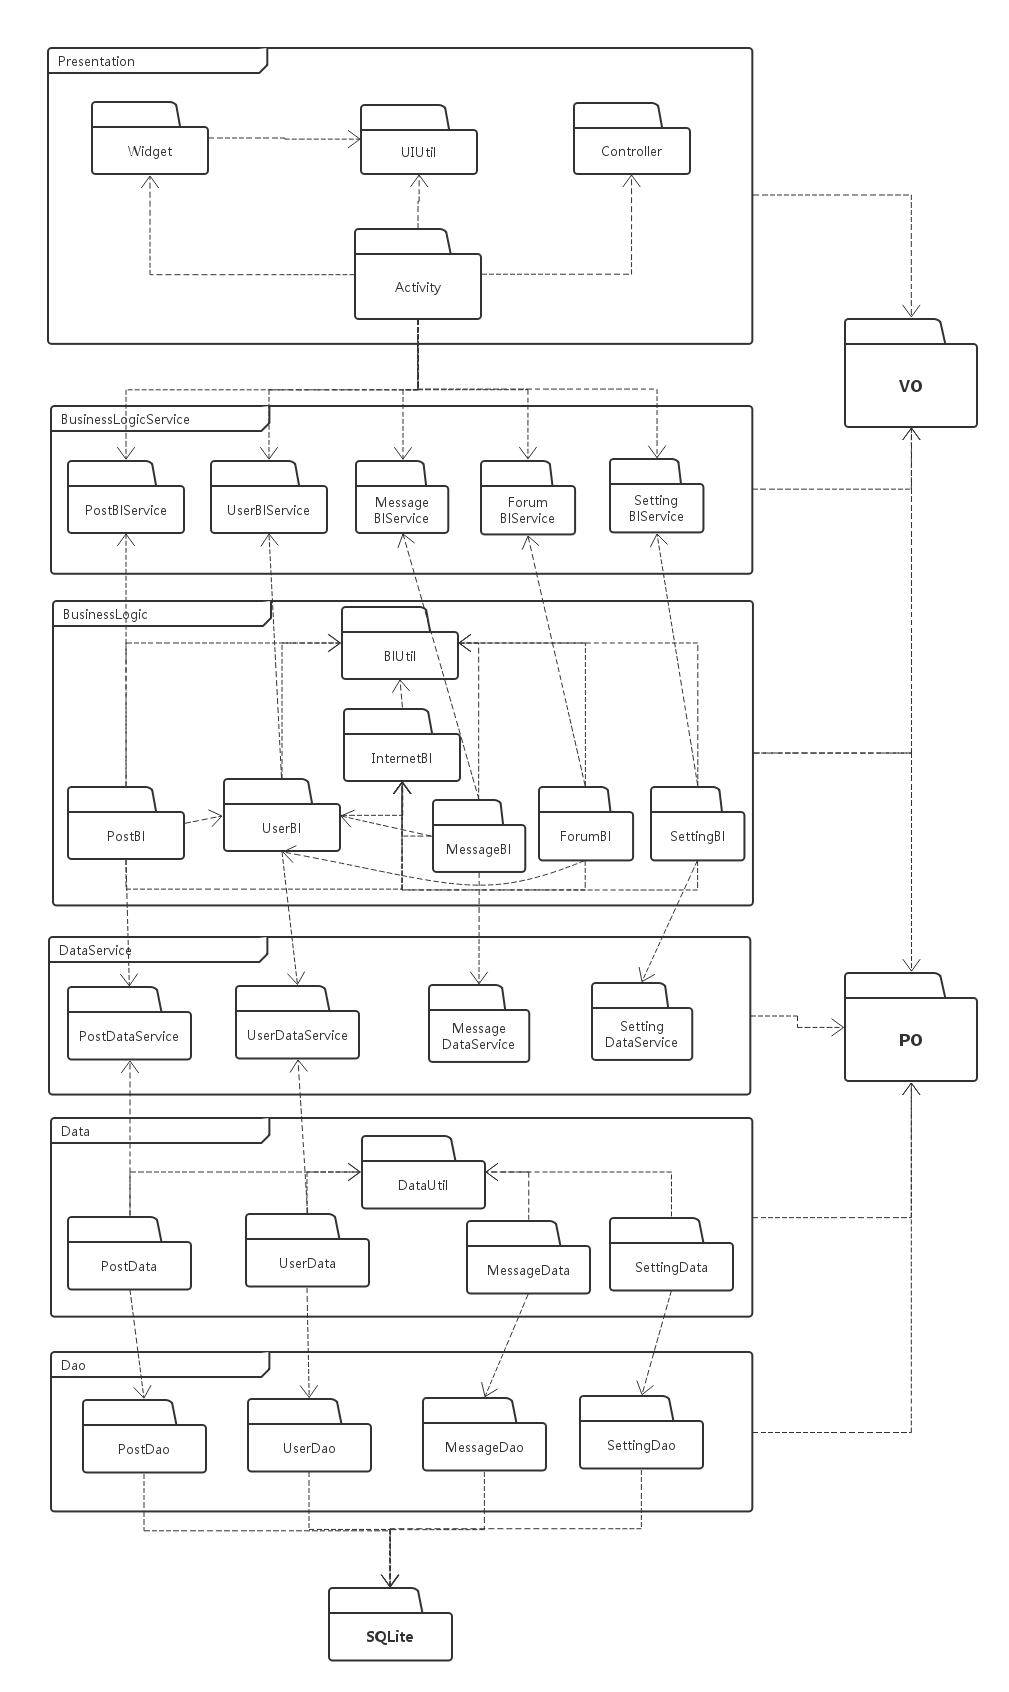 Presentation
Widget
UIUtil
Controller
Activity
VO
BusinessLogicService
PostBlService
UserBlService
Message
BlService
Forum
BlService
Setting
BlService
BusinessLogic
BlUtil
InternetBl
PostBl
UserBl
MessageBl
ForumBl
SettingBl
DataService
PostDataService
UserDataService
Message
DataService
Setting
DataService
PO
Data
DataUtil
PostData
UserData
MessageData
SettingData
Dao
PostDao
UserDao
MessageDao
SettingDao
SQLite